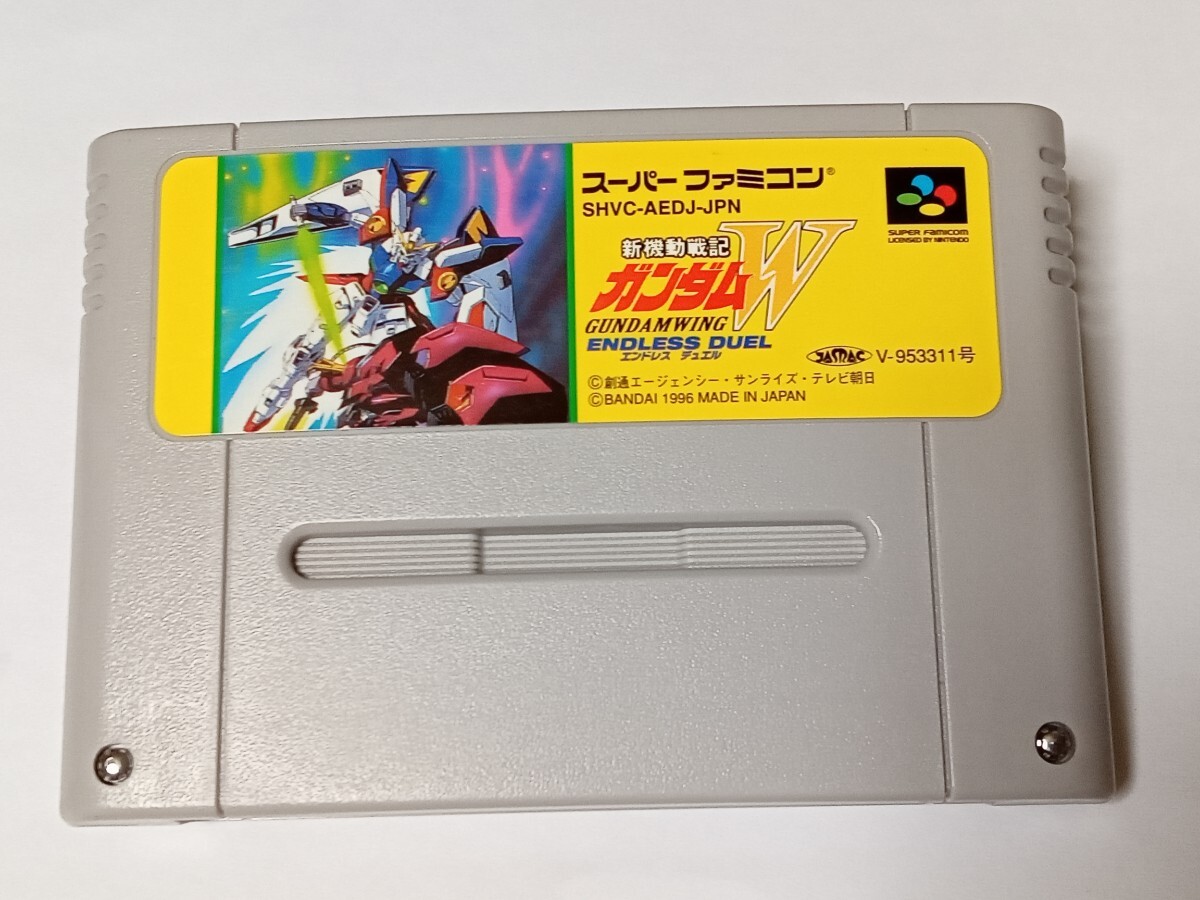 スーパーファミコン®
SHVC-AEDJ-JPN
SUPER FAMICOM
LICENSED BY NINTENDO
新機動戦記
ガンダムW
GUNDAMWING
ENDLESS DUEL
エンドレス デュエル
JASRAC V-953311号
©創通エージェンシー・サンライズ・テレビ朝日
©BANDAI 1996 MADE IN JAPAN